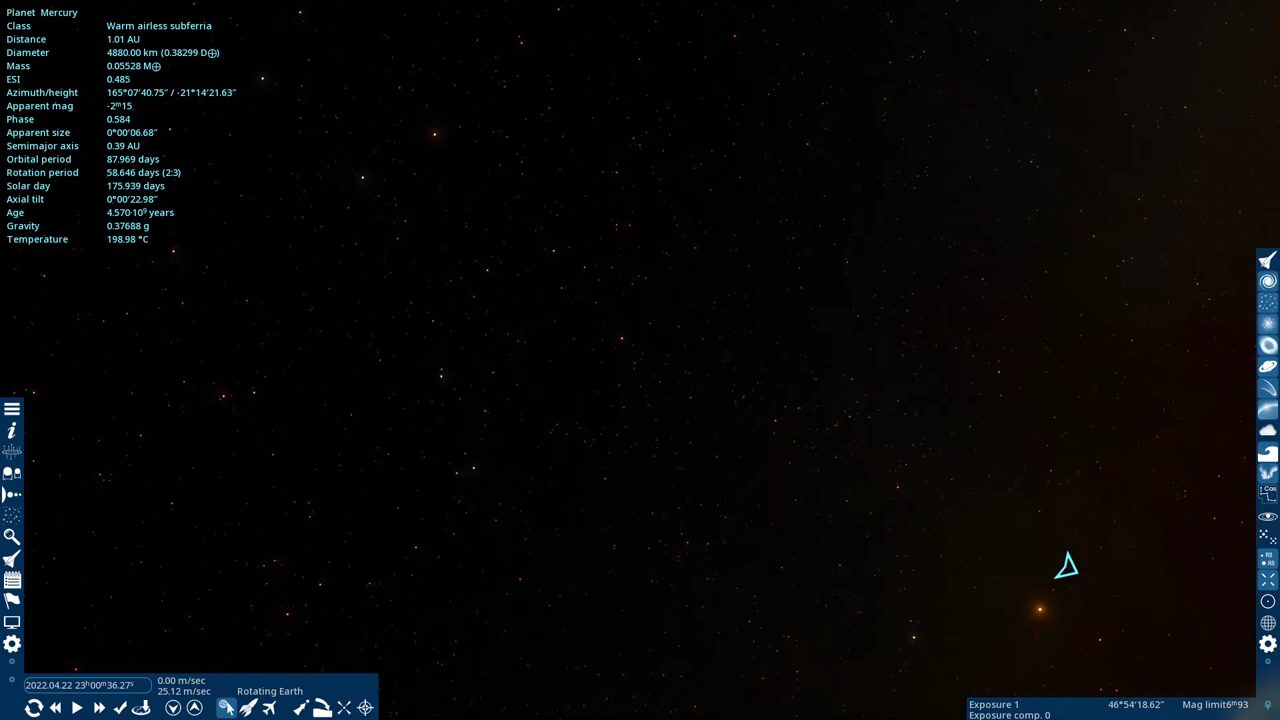 Planet Mercury
Class Warm airless subferria
Distance 1.01 AU
Diameter 4880.00 km (0.38299 D⊕)
Mass 0.05528 M⊕
ESI 0.485
Azimuth/height 165°07′40.75″ / -21°14′21.63″
Apparent mag -2ᵐ15
Phase 0.584
Apparent size 0°00′06.68″
Semimajor axis 0.39 AU
Orbital period 87.969 days
Rotation period 58.646 days (2:3)
Solar day 175.939 days
Axial tilt 0°00′22.98″
Age 4.570·10⁹ years
Gravity 0.37688 g
Temperature 198.98 °C
RS
RS
2022.04.22 23ʰ00ᵐ36.27ˢ
0.00 m/sec
25.12 m/sec Rotating Earth
Exposure 1 46°54′18.62″ Mag limit6ᵐ93
Exposure comp. 0